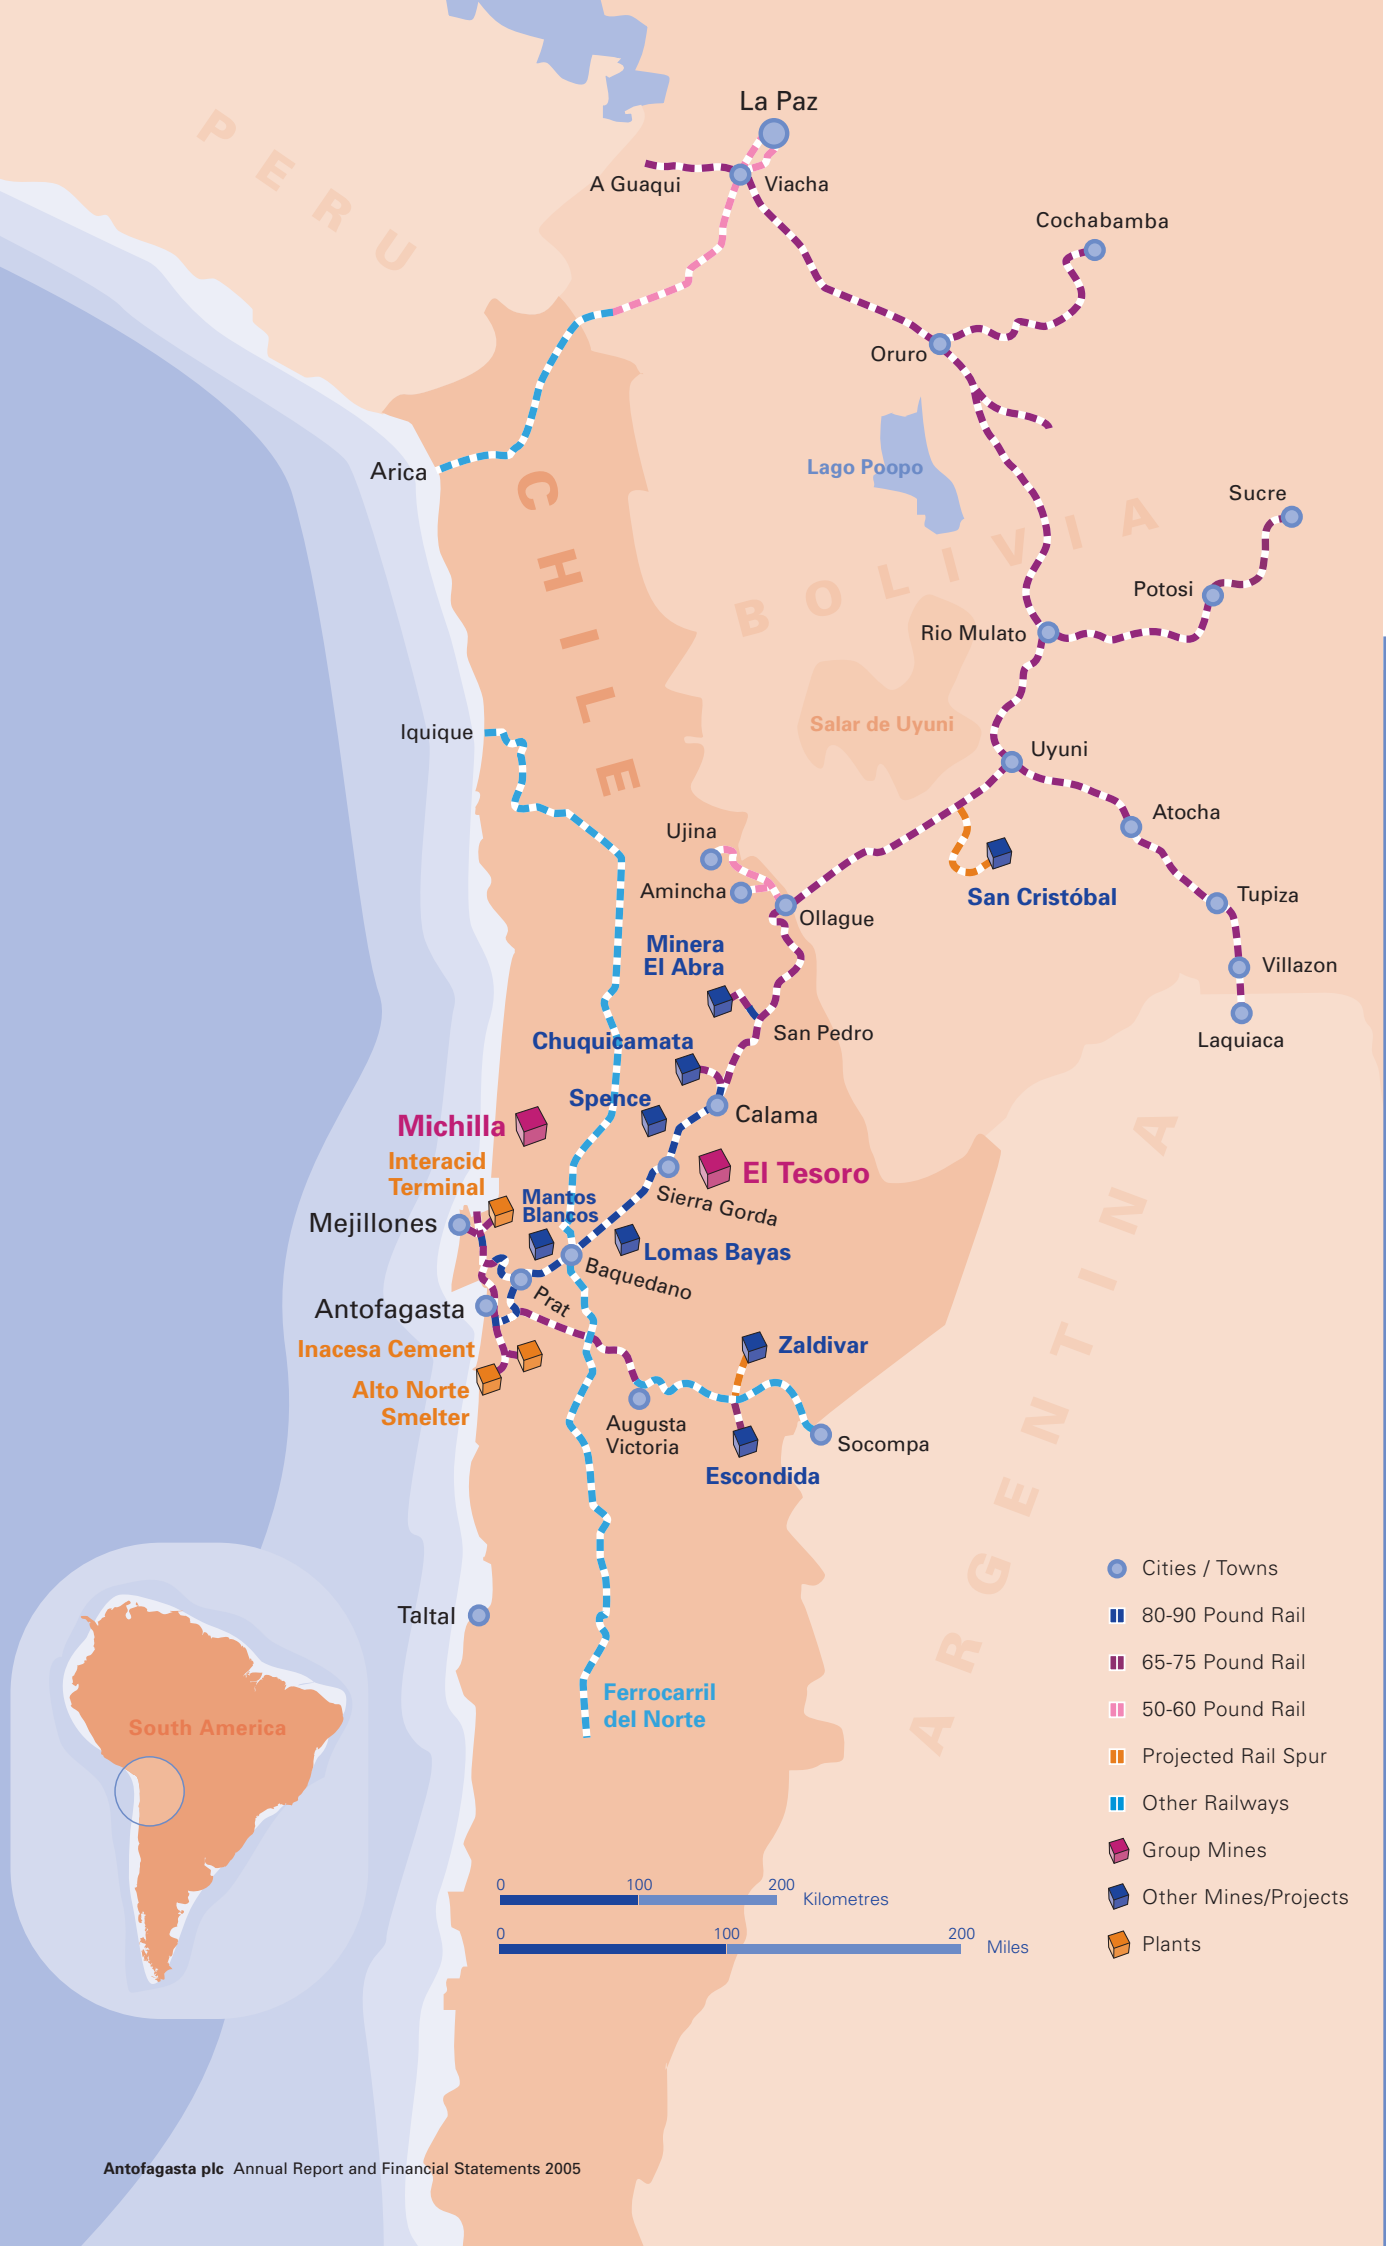 PERU
La Paz
A Guaqui
Viacha
Cochabamba
Oruro
Arica
Lago Poopo
CHILE
Sucre
BOLIVIA
Potosi
Rio Mulato
Iquique
Salar de Uyuni
Uyuni
Ujina
Atocha
Amincha
San Cristóbal
Tupiza
Ollague
Minera
El Abra
Villazon
San Pedro
Laquiaca
Chuquicamata
Spence
Calama
Michilla
Interacid
Terminal
El Tesoro
Mantos
Blancos
Sierra Gorda
Mejillones
Lomas Bayas
Baquedano
Prat
Antofagasta
ARGENTINA
Inacesa Cement
Zaldivar
Alto Norte
Smelter
Augusta
Victoria
Socompa
Escondida
Taltal
Ferrocarril
del Norte
South America
Cities / Towns
80-90 Pound Rail
65-75 Pound Rail
50-60 Pound Rail
Projected Rail Spur
Other Railways
Group Mines
Other Mines/Projects
Plants
0 100 200 Kilometres
0 100 200 Miles
Antofagasta plc Annual Report and Financial Statements 2005